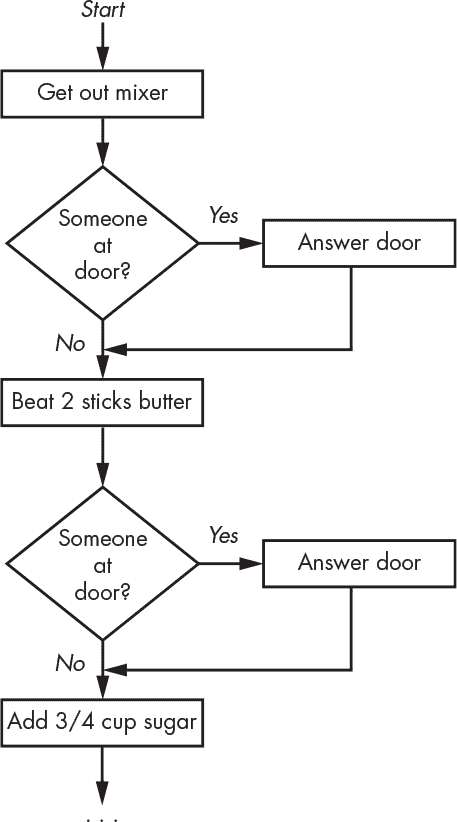 Start
Get out mixer
Someone
at
door?
Yes
Answer door
No
Beat 2 sticks butter
Someone
at
door?
Yes
Answer door
No
Add 3/4 cup sugar
. . .